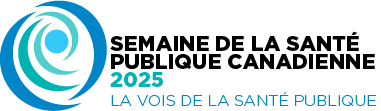 SEMAINE DE LA SANTÉ
PUBLIQUE CANADIENNE
2025
LA VOIS DE LA SANTÉ PUBLIQUE